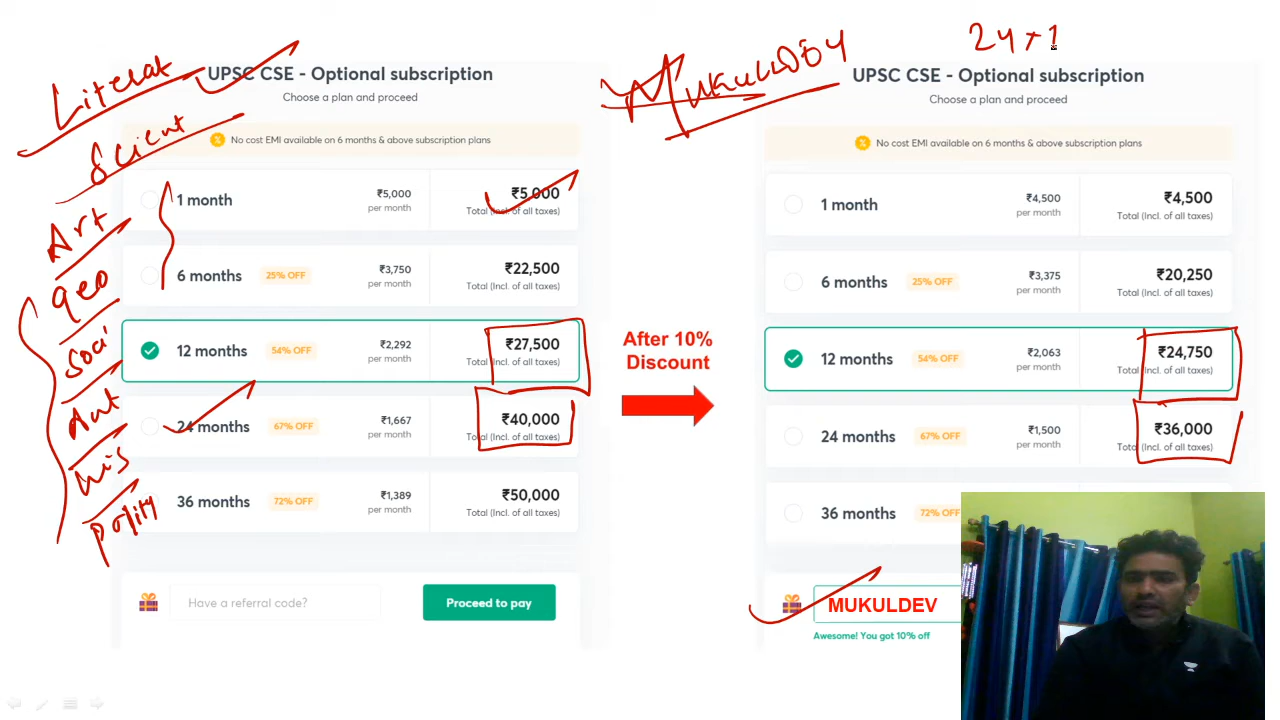 24+1
MUKULDEV
Literat
Scient
Art
Geo
Soci
Ant
his
polity
UPSC CSE - Optional subscription
Choose a plan and proceed
No cost EMI available on 6 months & above subscription plans
1 month ₹5,000 per month ₹5,000 Total (Incl. of all taxes)
6 months 25% OFF ₹3,750 per month ₹22,500 Total (Incl. of all taxes)
12 months 54% OFF ₹2,292 per month ₹27,500 Total (Incl. of all taxes)
24 months 67% OFF ₹1,667 per month ₹40,000 Total (Incl. of all taxes)
36 months 72% OFF ₹1,389 per month ₹50,000 Total (Incl. of all taxes)
Have a referral code? Proceed to pay
After 10%
Discount
UPSC CSE - Optional subscription
Choose a plan and proceed
No cost EMI available on 6 months & above subscription plans
1 month ₹4,500 per month ₹4,500 Total (Incl. of all taxes)
6 months 25% OFF ₹3,375 per month ₹20,250 Total (Incl. of all taxes)
12 months 54% OFF ₹2,063 per month ₹24,750 Total (Incl. of all taxes)
24 months 67% OFF ₹1,500 per month ₹36,000 Total (Incl. of all taxes)
36 months 72% OFF
MUKULDEV
Awesome! You got 10% off